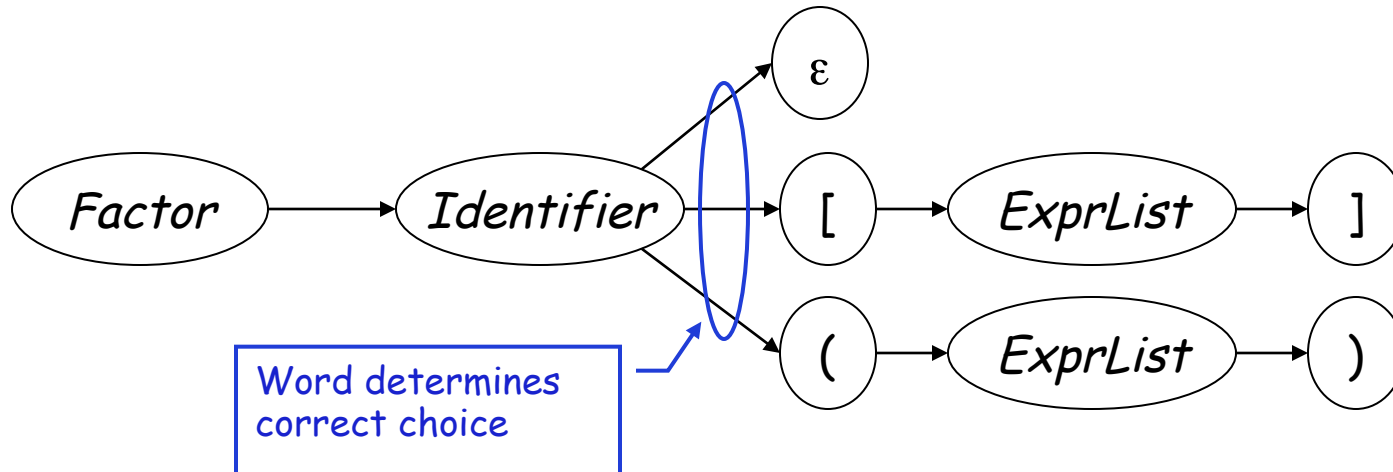 ε
Factor
Identifier
[
ExprList
]
(
ExprList
)
Word determines
correct choice